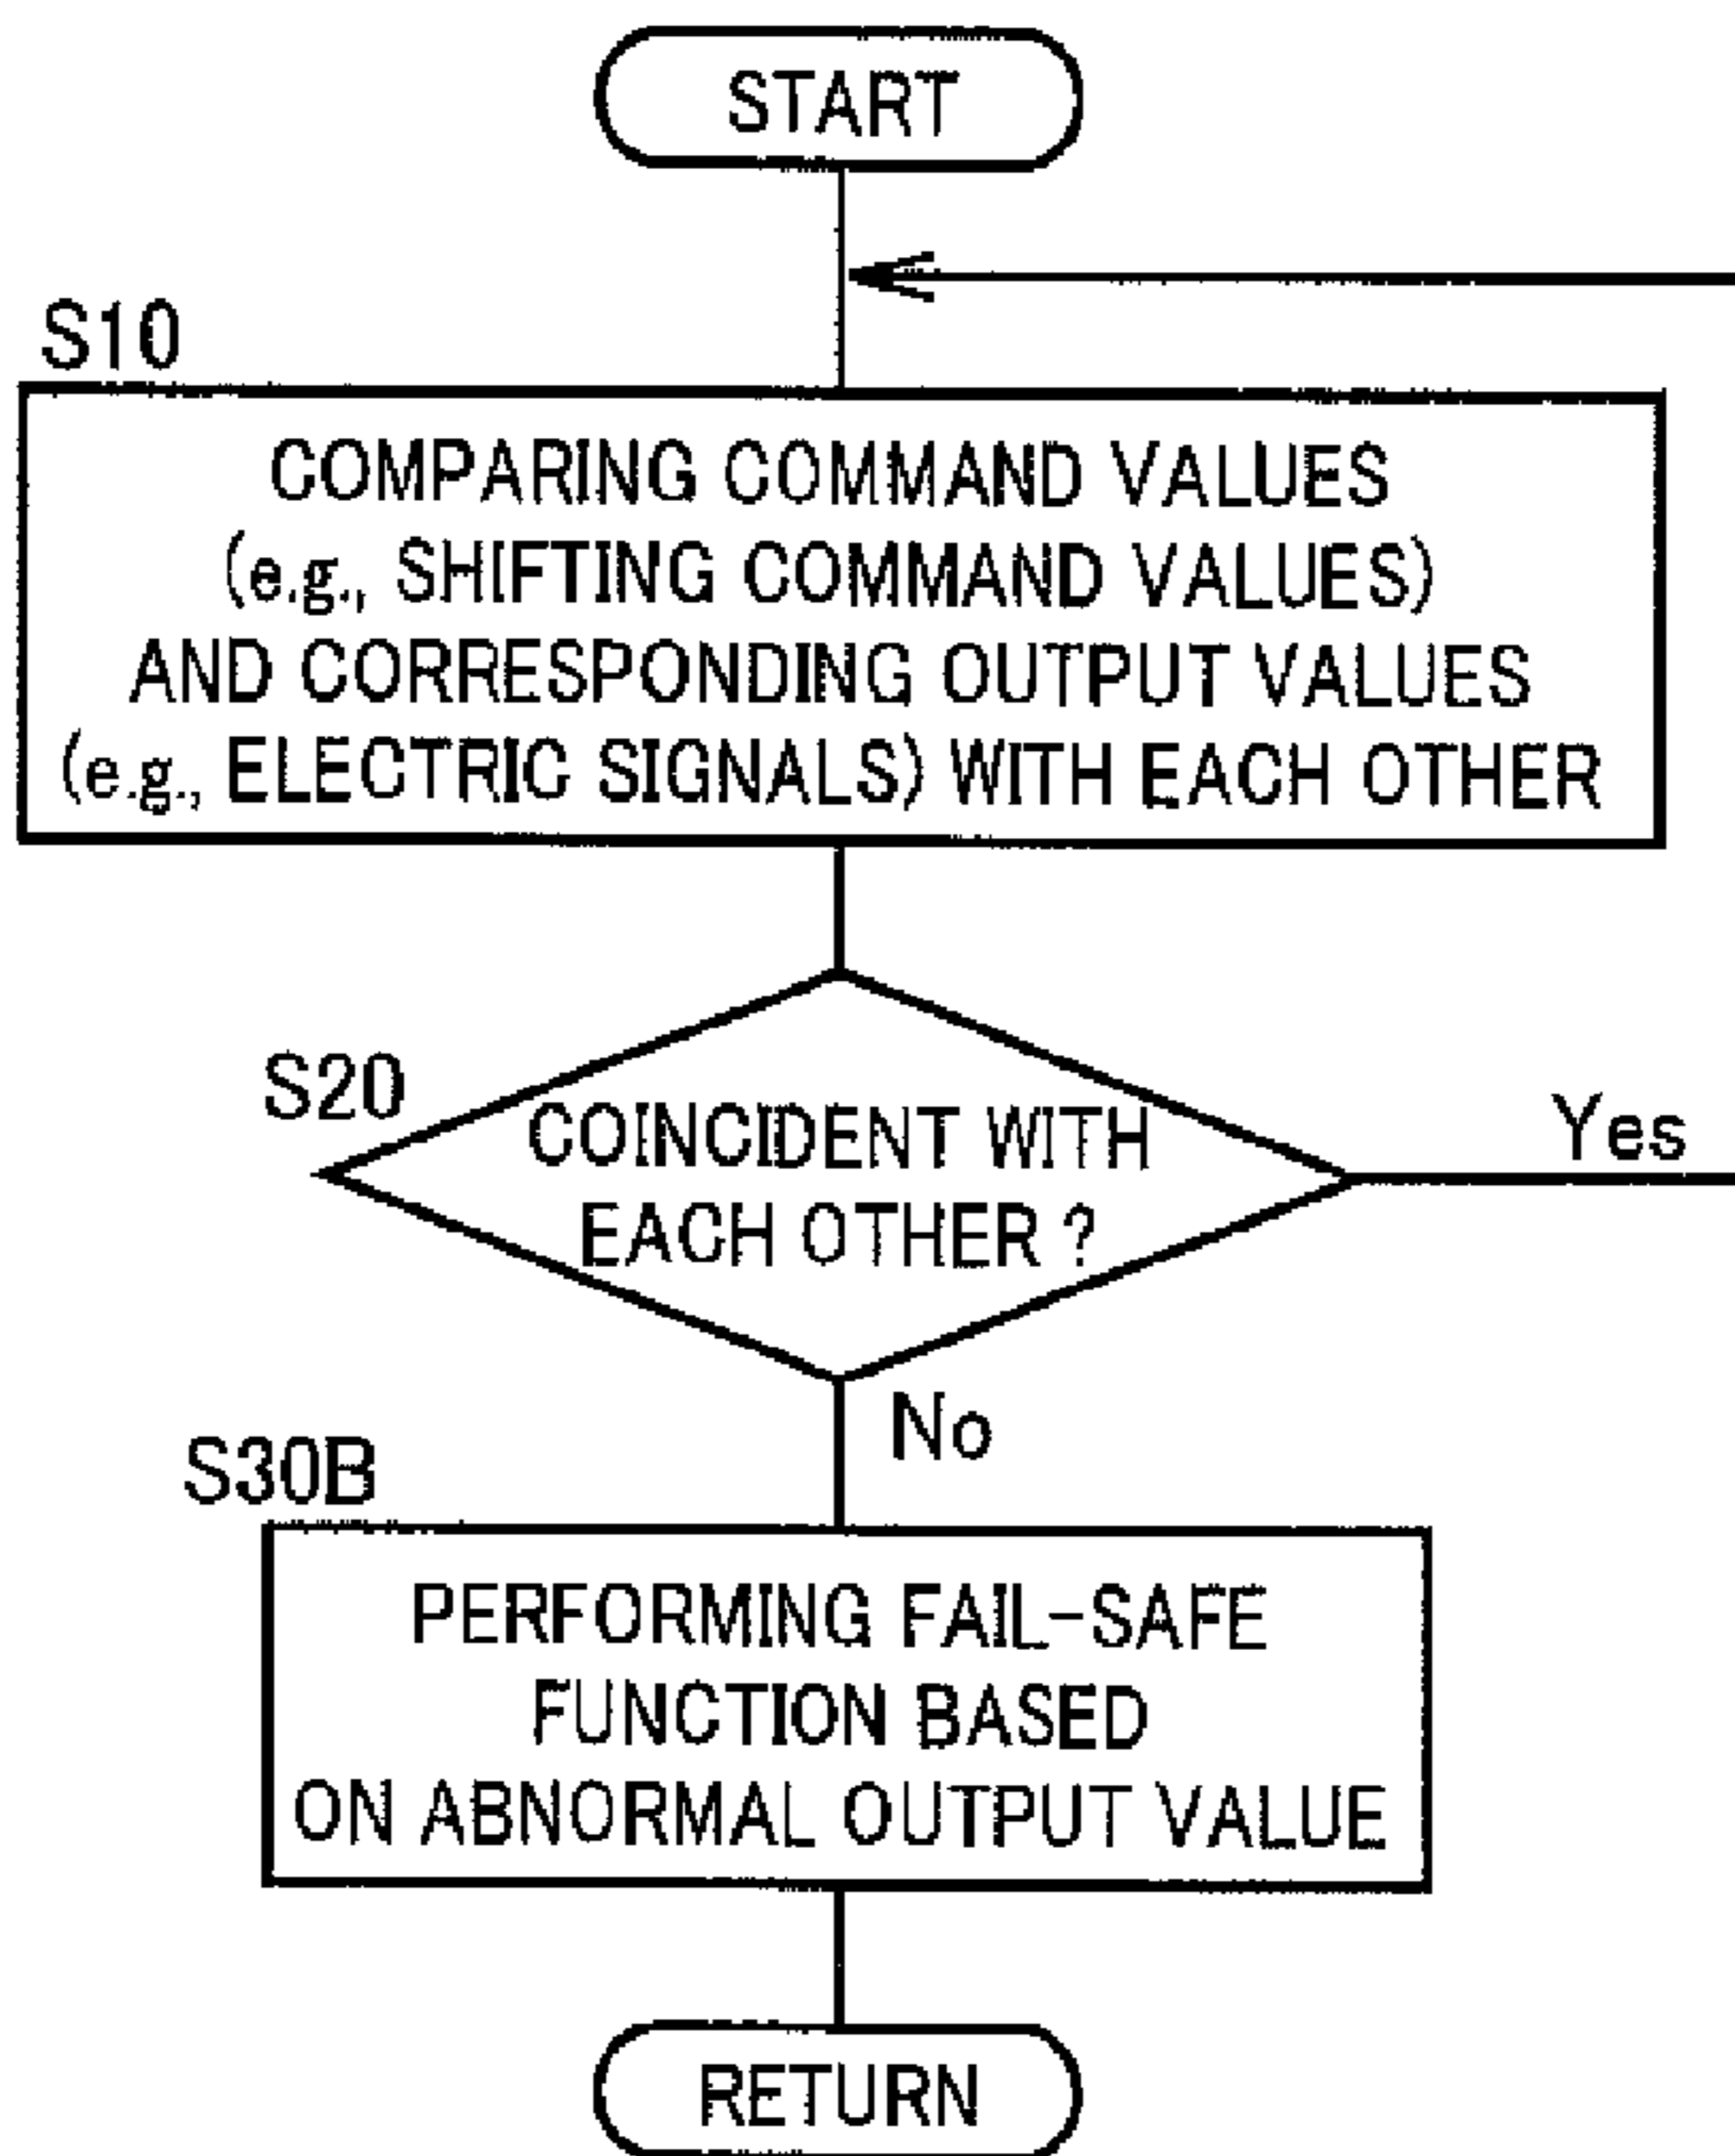 START
S10
COMPARING COMMAND VALUES
(e.g., SHIFTING COMMAND VALUES)
AND CORRESPONDING OUTPUT VALUES
(e.g., ELECTRIC SIGNALS) WITH EACH OTHER
S20
COINCIDENT WITH
EACH OTHER ?
Yes
No
S30B
PERFORMING FAIL-SAFE
FUNCTION BASED
ON ABNORMAL OUTPUT VALUE
RETURN